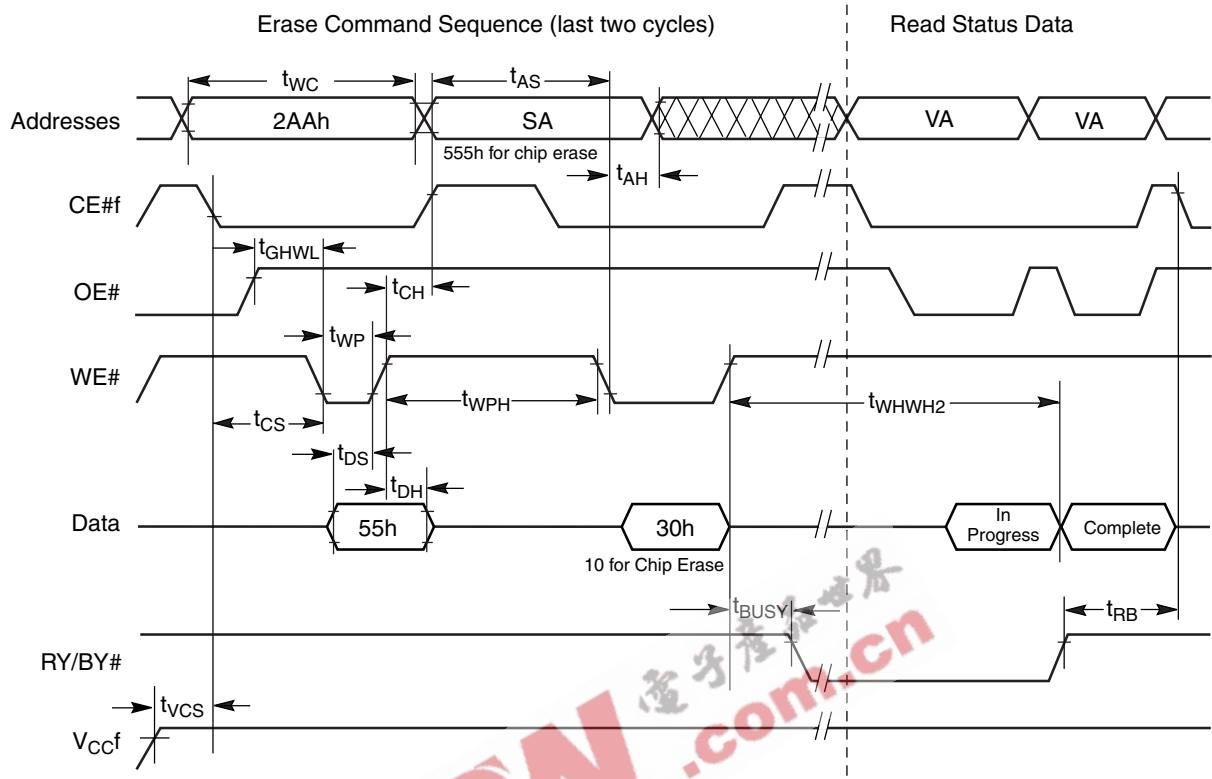 Erase Command Sequence (last two cycles)
Read Status Data
tWC
tAS
Addresses
2AAh
SA
VA
VA
555h for chip erase
tAH
CE#f
tGHWL
OE#
tCH
tWP
WE#
tWPH
tWHWH2
tCS
tDS
tDH
Data
55h
30h
In
Progress
Complete
10 for Chip Erase
tBUSY
tRB
RY/BY#
tVCS
VCCf
.com.cn